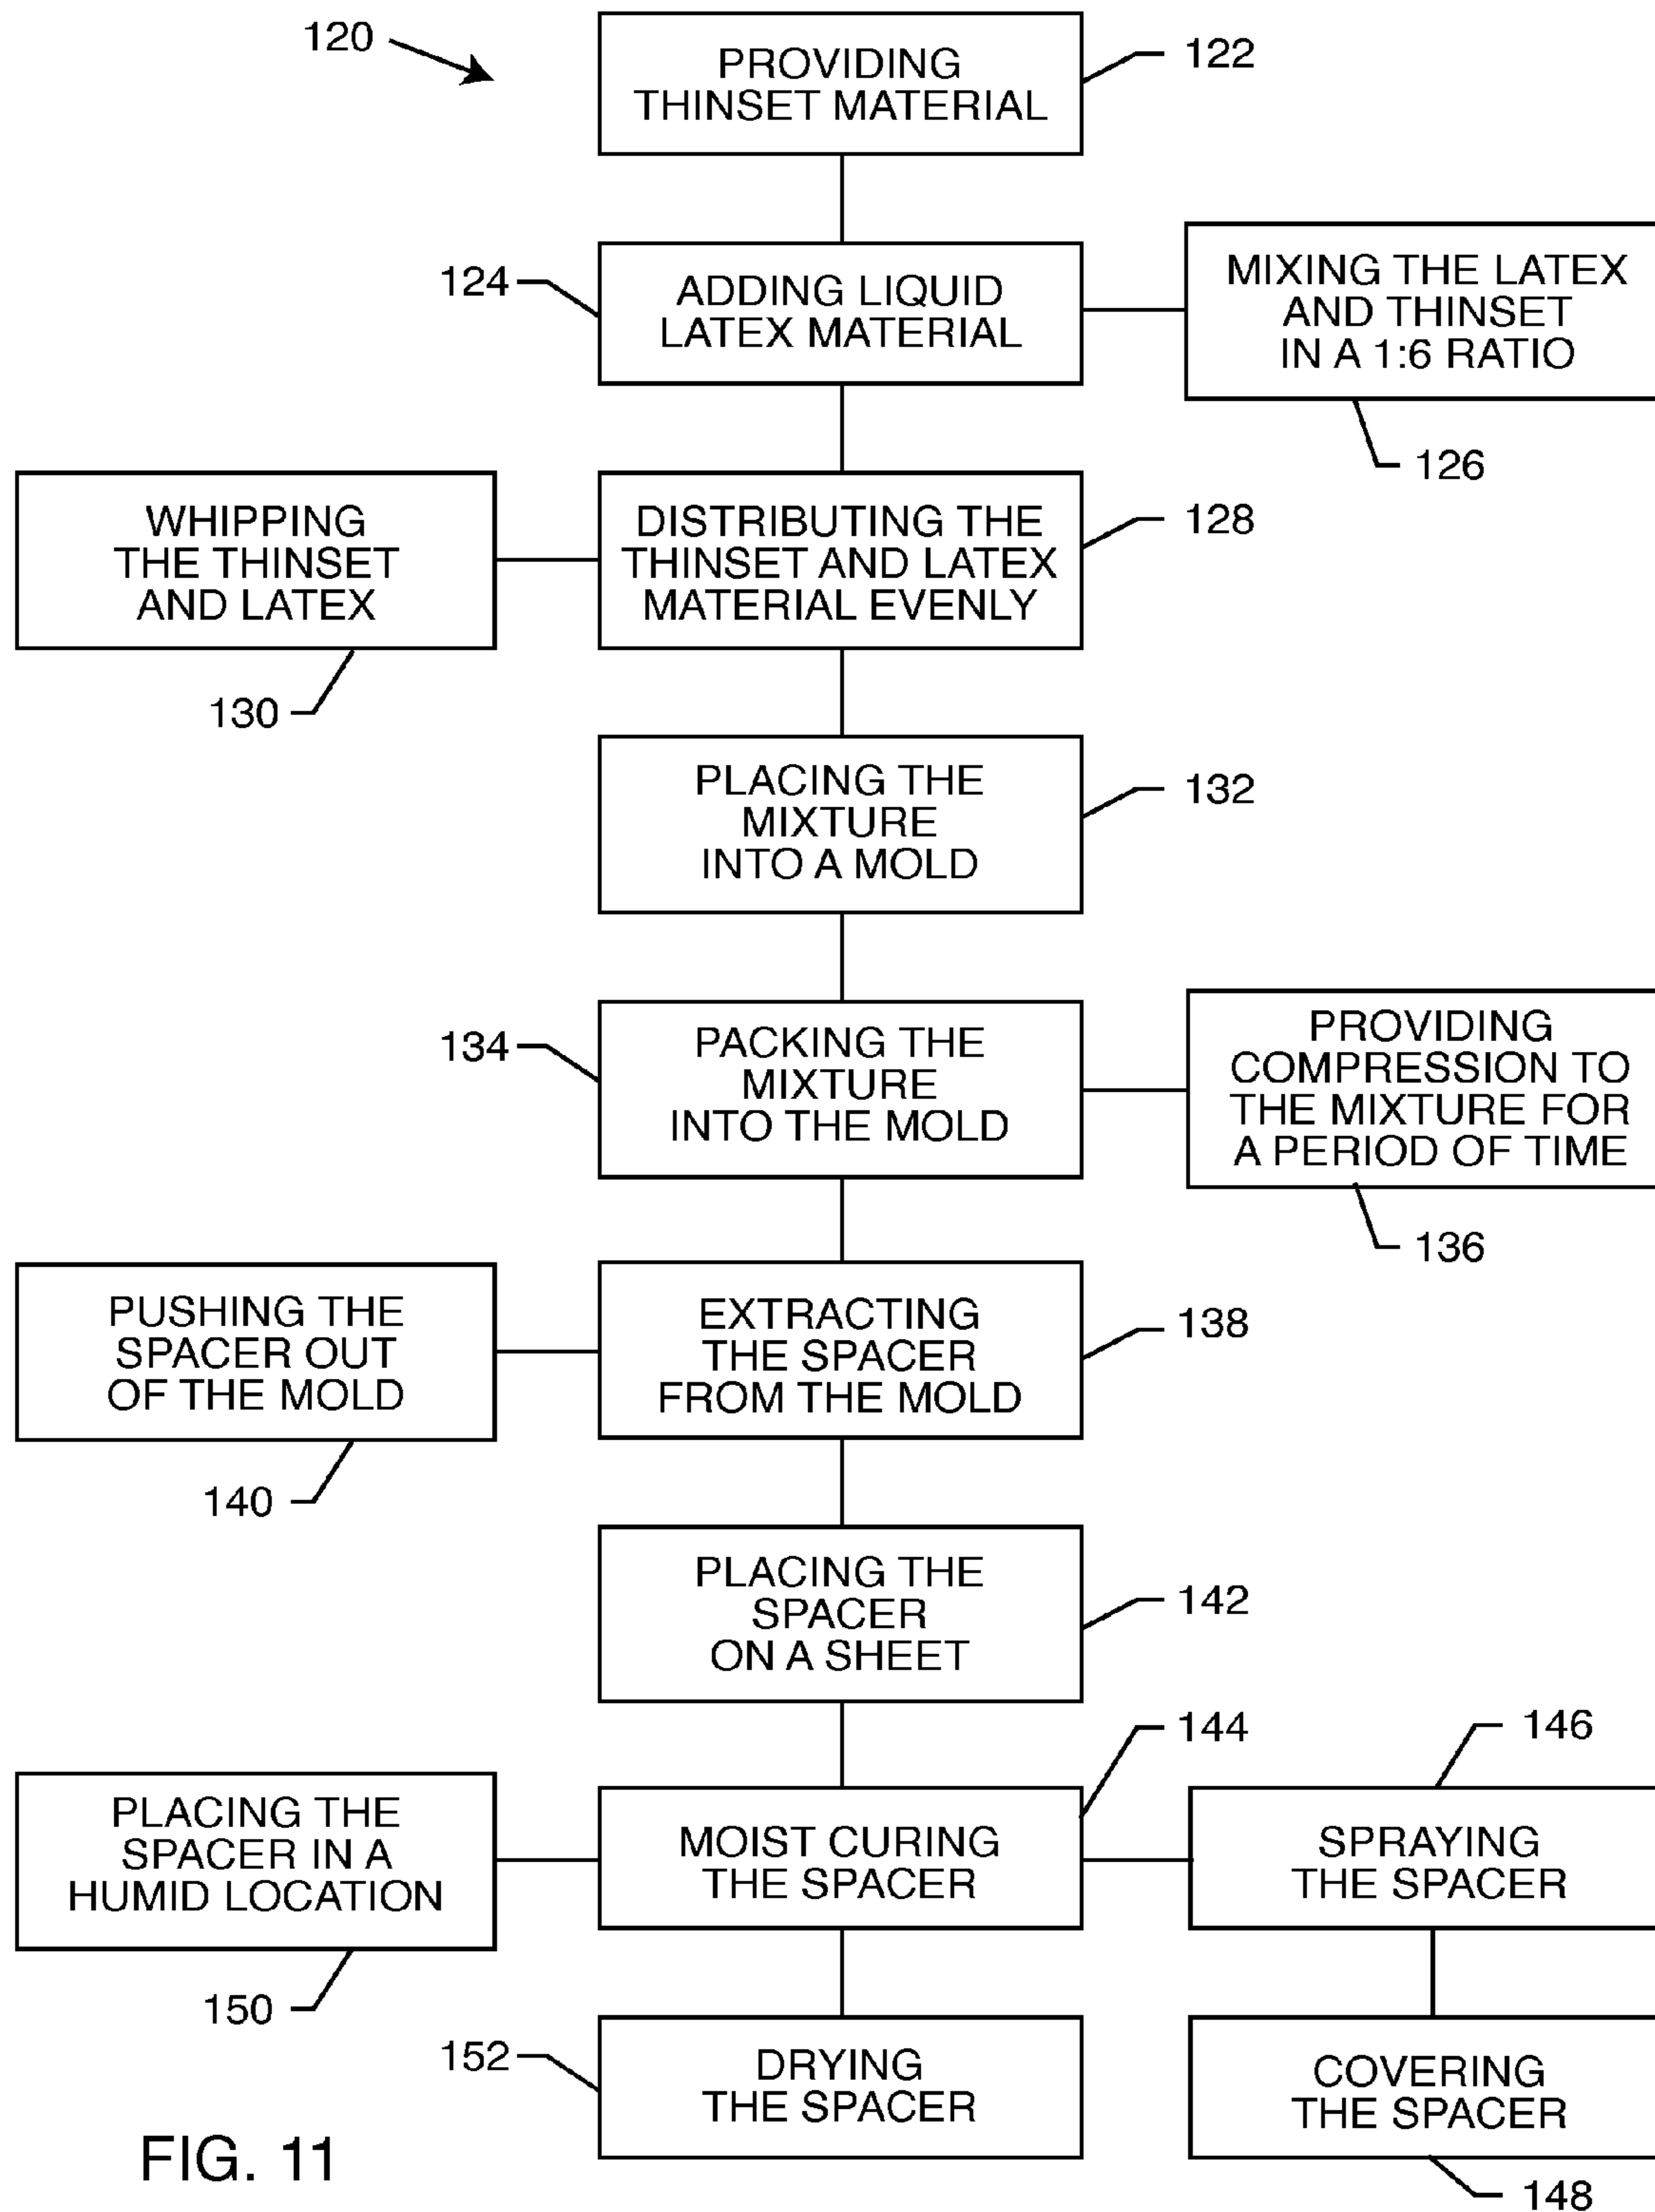 120
PROVIDING
THINSET MATERIAL
122
124
ADDING LIQUID
LATEX MATERIAL
MIXING THE LATEX
AND THINSET
IN A 1:6 RATIO
126
WHIPPING
THE THINSET
AND LATEX
130
DISTRIBUTING THE
THINSET AND LATEX
MATERIAL EVENLY
128
PLACING THE
MIXTURE
INTO A MOLD
132
134
PACKING THE
MIXTURE
INTO THE MOLD
PROVIDING
COMPRESSION TO
THE MIXTURE FOR
A PERIOD OF TIME
136
PUSHING THE
SPACER OUT
OF THE MOLD
140
EXTRACTING
THE SPACER
FROM THE MOLD
138
PLACING THE
SPACER
ON A SHEET
142
144
146
PLACING THE
SPACER IN A
HUMID LOCATION
150
MOIST CURING
THE SPACER
SPRAYING
THE SPACER
152
DRYING
THE SPACER
COVERING
THE SPACER
148
FIG. 11